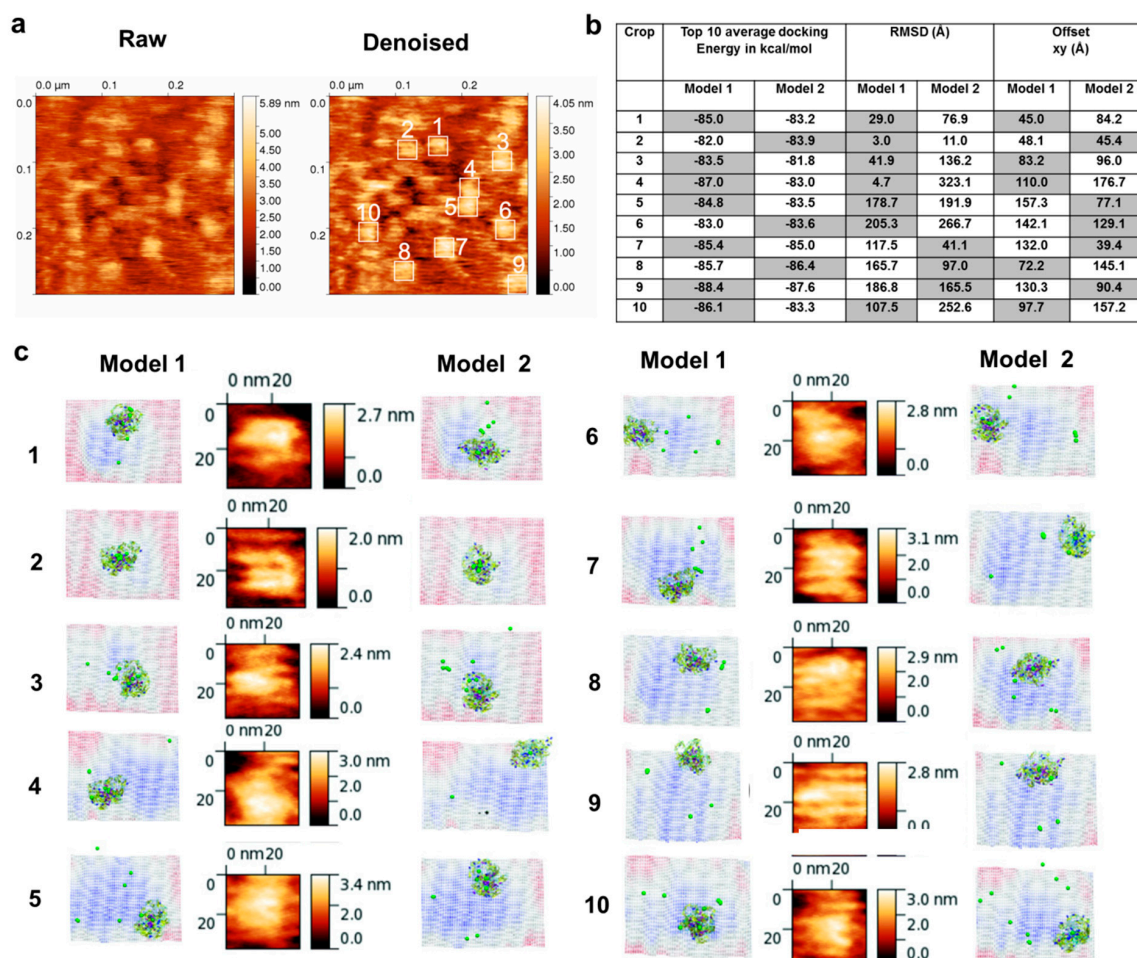 a
Raw
Denoised
0.0 µm 0.1 0.2
0.0
0.1
0.2
5.89 nm
5.00
4.00
3.00
2.00
1.00
0.00
0.0 µm 0.1 0.2
0.0
0.1
0.2
1
2
3
4
5
6
7
8
9
10
4.05 nm
3.50
3.00
2.50
2.00
1.50
1.00
0.00
b
Crop Top 10 average docking Energy in kcal/mol RMSD (Å) Offset xy (Å)
Model 1 Model 2 Model 1 Model 2 Model 1 Model 2
1 -85.0 -83.2 29.0 76.9 45.0 84.2
2 -82.0 -83.9 3.0 11.0 48.1 45.4
3 -83.5 -81.8 41.9 136.2 83.2 96.0
4 -87.0 -83.0 4.7 323.1 110.0 176.7
5 -84.8 -83.5 178.7 191.9 157.3 77.1
6 -83.0 -83.6 205.3 266.7 142.1 129.1
7 -85.4 -85.0 117.5 41.1 132.0 39.4
8 -85.7 -86.4 165.7 97.0 72.2 145.1
9 -88.4 -87.6 186.8 165.5 130.3 90.4
10 -86.1 -83.3 107.5 252.6 97.7 157.2
c
Model 1 Model 2
1
0 nm20
0
20
2.7 nm
0.0
2
0 nm20
0
20
2.0 nm
0.0
3
0 nm20
0
20
2.4 nm
0.0
4
0 nm20
0
20
3.0 nm
2.0
0.0
5
0 nm20
0
20
3.4 nm
2.0
0.0
Model 1 Model 2
6
0 nm20
0
20
2.8 nm
0.0
7
0 nm20
0
20
3.1 nm
2.0
0.0
8
0 nm20
0
20
2.9 nm
2.0
0.0
9
0 nm20
0
20
2.8 nm
0.0
10
0 nm20
0
20
3.0 nm
2.0
0.0